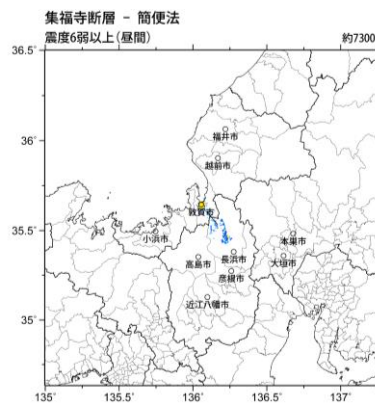 集福寺断層 － 簡便法
震度6弱以上（昼間）
約7300
36.5°
36°
35.5°
35°
福井市
越前市
敦賀市
小浜市
本巣市
長浜市
大垣市
高島市
彦根市
近江八幡市
135°
135.5°
136°
136.5°
137°